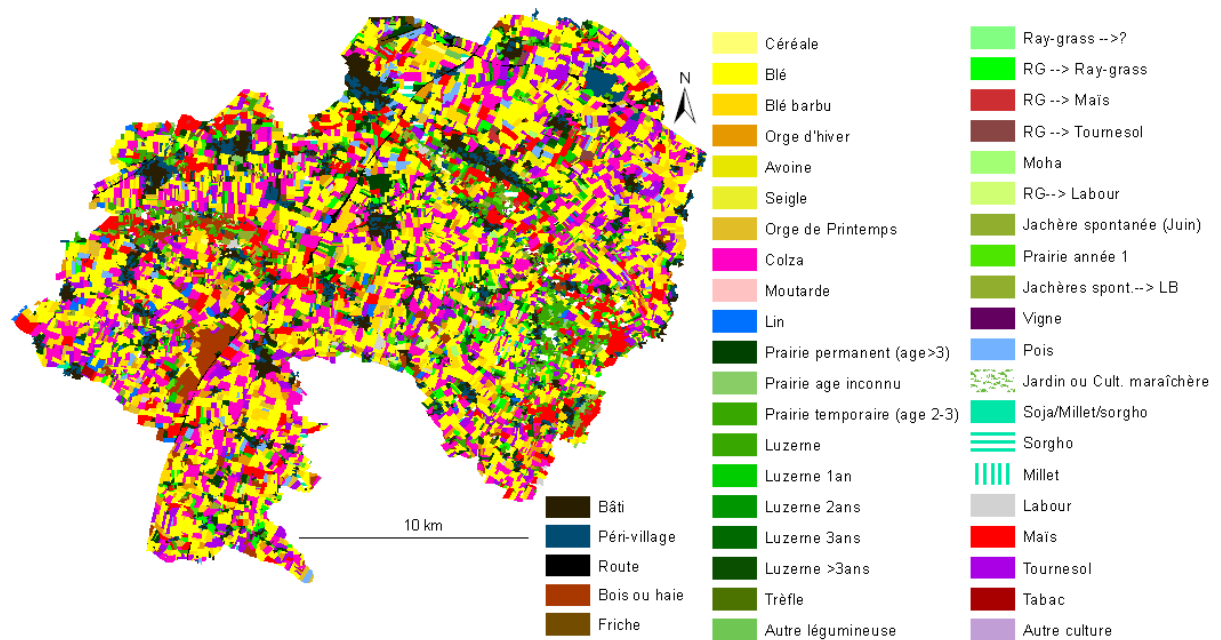 N
10 km
Bâti
Péri-village
Route
Bois ou haie
Friche
Céréale
Blé
Blé barbu
Orge d'hiver
Avoine
Seigle
Orge de Printemps
Colza
Moutarde
Lin
Prairie permanent (age>3)
Prairie age inconnu
Prairie temporaire (age 2-3)
Luzerne
Luzerne 1an
Luzerne 2ans
Luzerne 3ans
Luzerne >3ans
Trèfle
Autre légumineuse
Ray-grass -->?
RG --> Ray-grass
RG --> Maïs
RG --> Tournesol
Moha
RG--> Labour
Jachère spontanée (Juin)
Prairie année 1
Jachères spont.--> LB
Vigne
Pois
Jardin ou Cult. maraîchère
Soja/Millet/sorgho
Sorgho
Millet
Labour
Maïs
Tournesol
Tabac
Autre culture